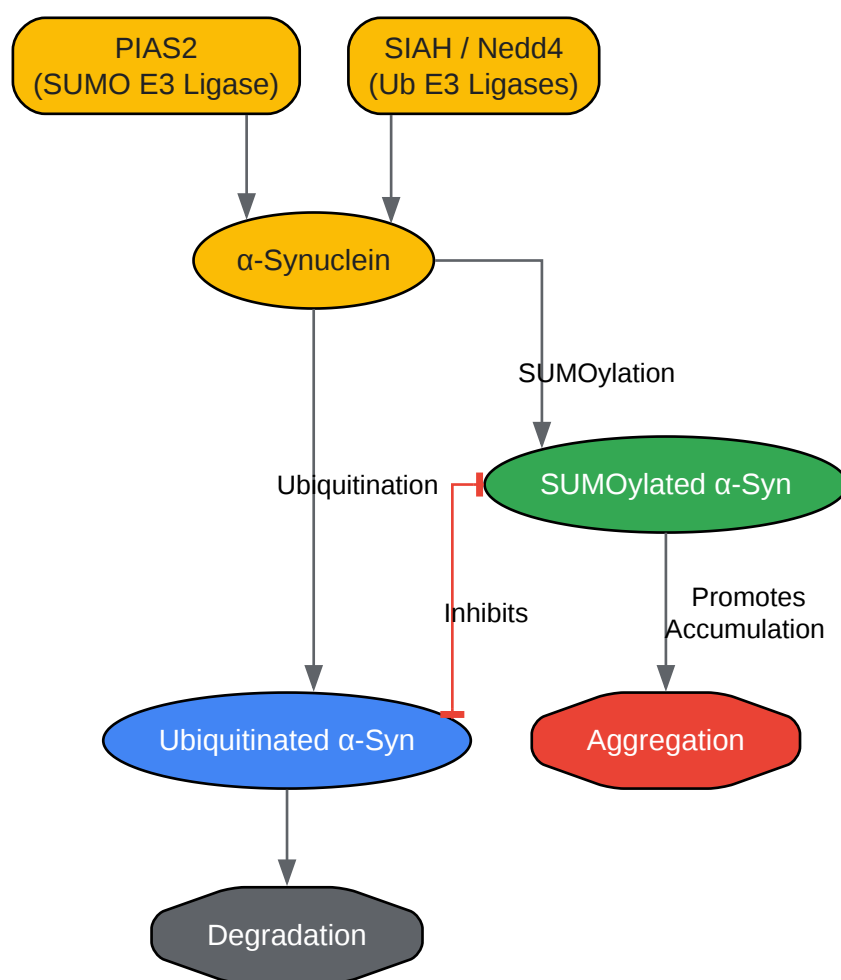 PIAS2
(SUMO E3 Ligase)
SIAH / Nedd4
(Ub E3 Ligases)
α-Synuclein
SUMOylation
Ubiquitination
SUMOylated α-Syn
Inhibits
Promotes
Accumulation
Ubiquitinated α-Syn
Aggregation
Degradation